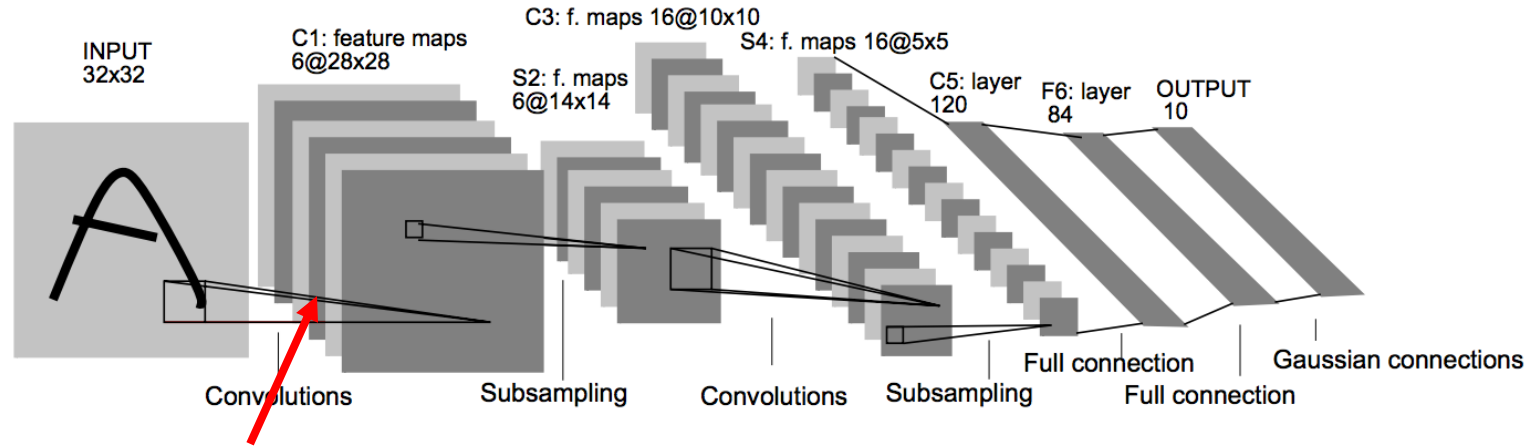 INPUT
32x32
C1: feature maps
6@28x28
S2: f. maps
6@14x14
C3: f. maps 16@10x10
S4: f. maps 16@5x5
C5: layer
120
F6: layer
84
OUTPUT
10
Convolutions
Subsampling
Convolutions
Subsampling
Full connection
Full connection
Gaussian connections